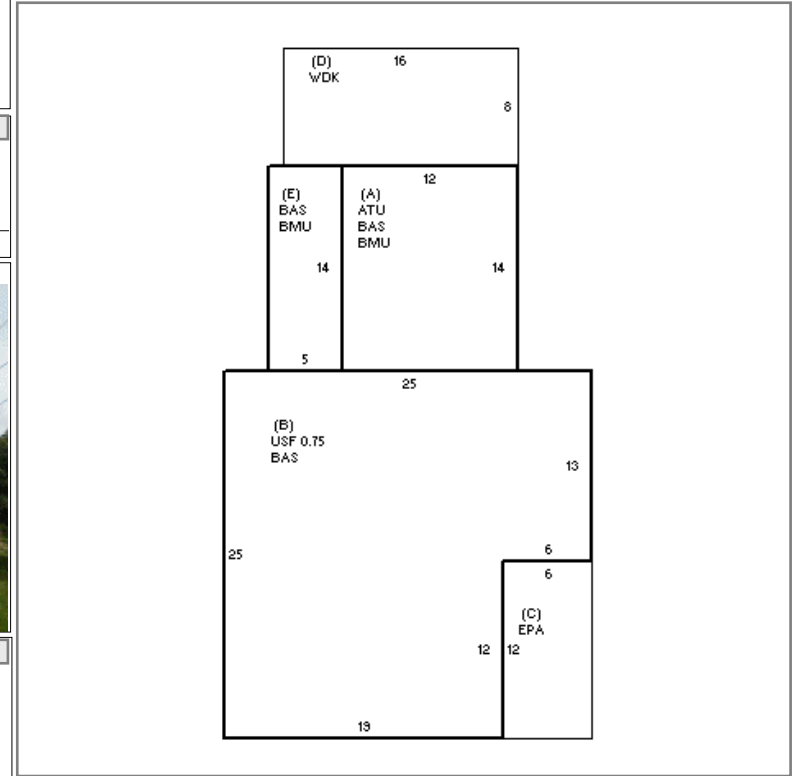 (D) 16
WDK
8
12
(E) (A)
BAS ATU
BMU BAS
BMU
14 14
5
25
(B)
USF 0.75
BAS
13
25 6
6
(C)
EPA
12 12
19